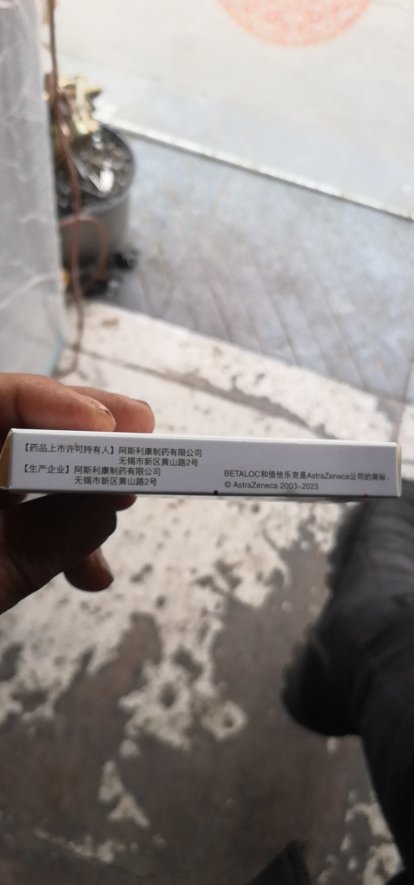 【药品上市许可持有人】阿斯利康制药有限公司
无锡市新区黄山路2号
【生产企业】阿斯利康制药有限公司
无锡市新区黄山路2号
BETALOC和倍他乐克是AstraZeneca公司的商标.
© AstraZeneca 2003-2023.